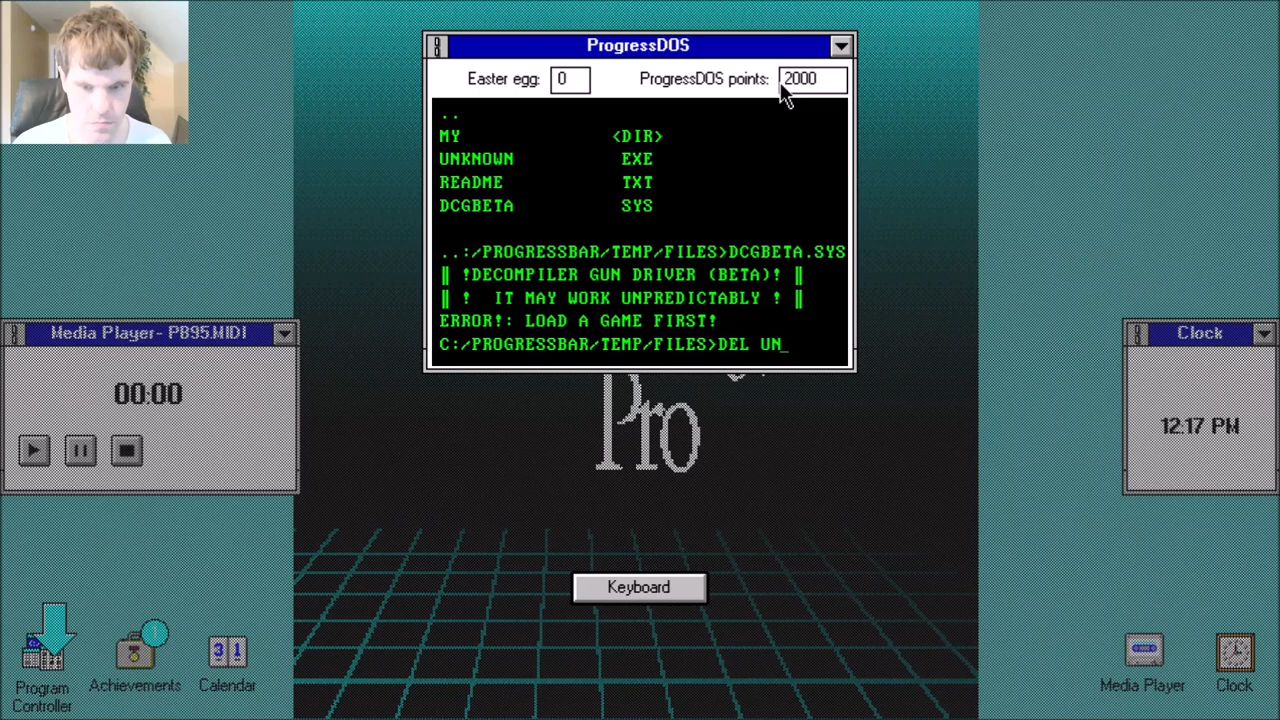 ProgressDOS
Easter egg: 0 ProgressDOS points: 2000
..
MY <DIR>
UNKNOWN EXE
README TXT
DCGBETA SYS
..:/PROGRESSBAR/TEMP/FILES>DCGBETA.SYS
‖ !DECOMPILER GUN DRIVER (BETA)! ‖
‖ ! IT MAY WORK UNPREDICTABLY ! ‖
ERROR!: LOAD A GAME FIRST!
C:/PROGRESSBAR/TEMP/FILES>DEL UN_
Media Player- PB95.MIDI
00:00
Clock
12:17 PM
Pro
Keyboard
Program
Controller
Achievements
1
31
Calendar
Media Player
Clock